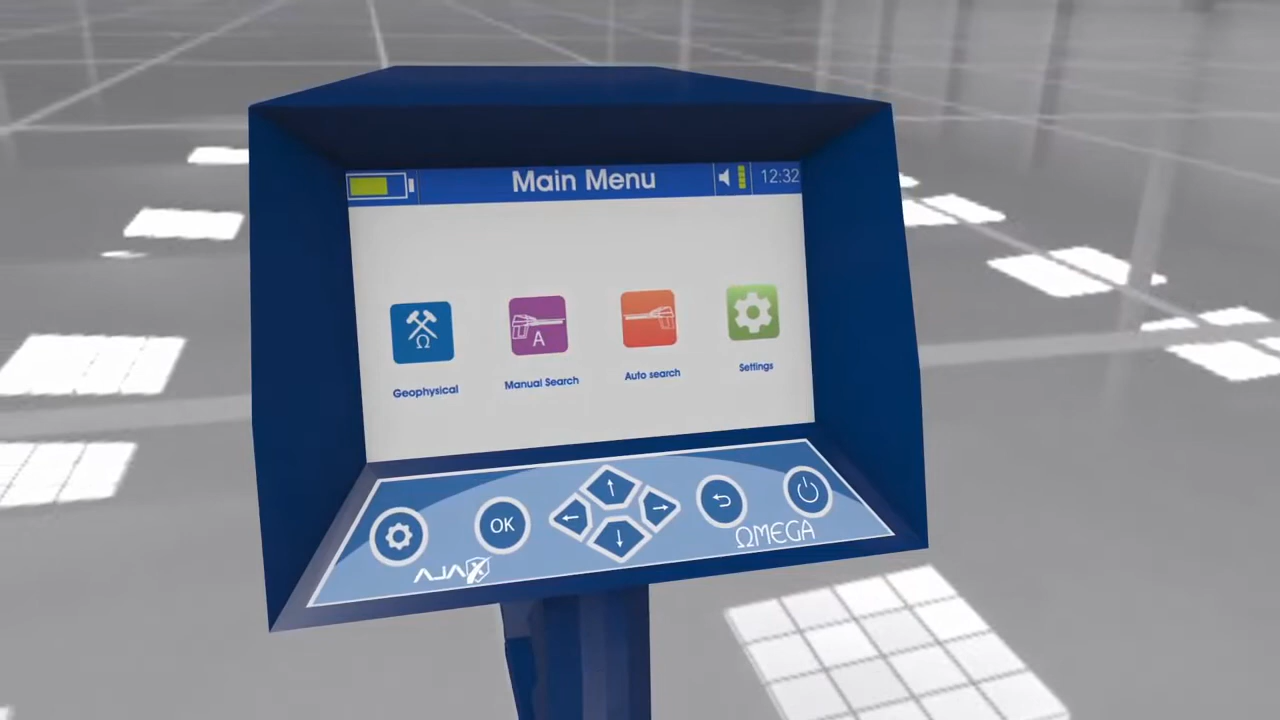 Main Menu
12:32
Ω
A
Geophysical
Manual Search
Auto search
Settings
OK
AJAX
ΩMEGA